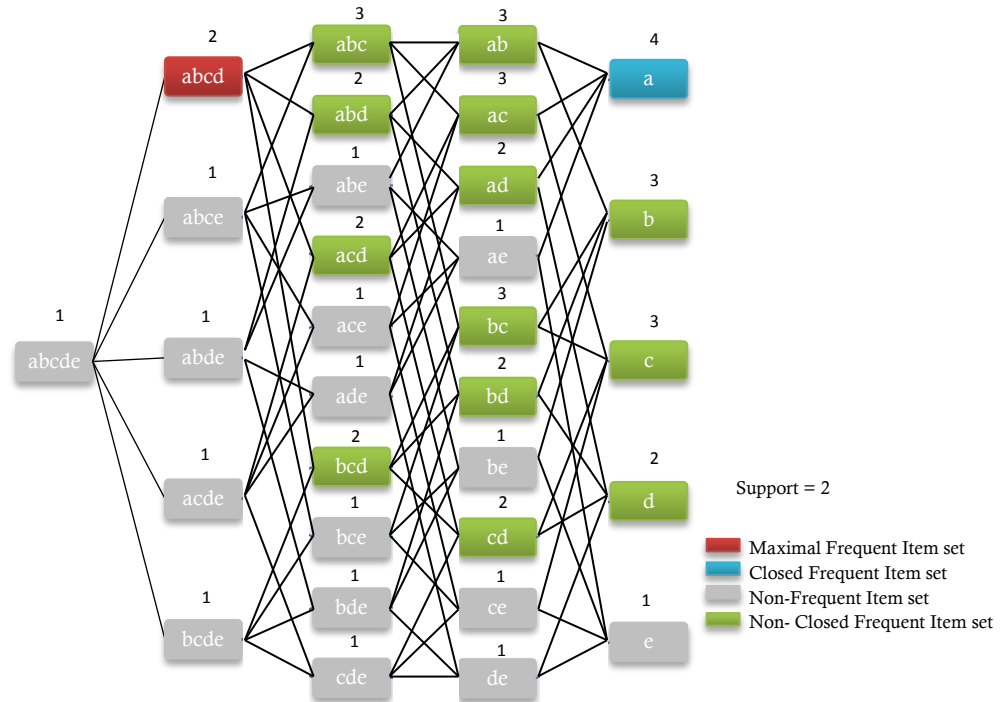 3
3
2
4
abc
ab
abcd
a
2
3
abd
ac
1
1
2
3
abe
ad
abce
b
2
1
acd
ae
1
1
1
3
3
ace
bc
abcde
abde
c
1
2
ade
bd
1
2
1
2
bcd
be
acde
d
Support = 2
1
2
bce
cd
Maximal Frequent Item set
Closed Frequent Item set
1
1
1
1
Non-Frequent Item set
bde
ce
Non- Closed Frequent Item set
bcde
e
1
1
cde
de